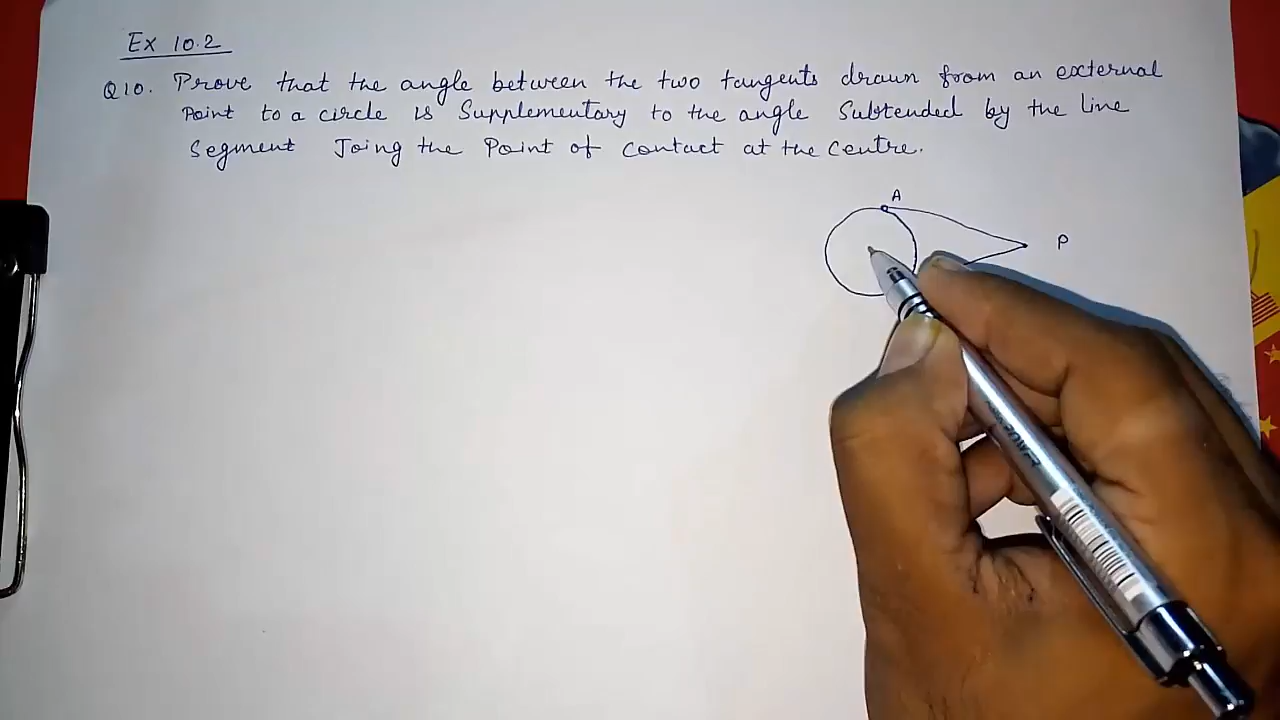 Ex 10.2
Q10. Prove that the angle between the two tangents drawn from an external
Point to a circle is Supplementary to the angle Subtended by the line
Segment Joing the Point of Contact at the Centre.
A
P